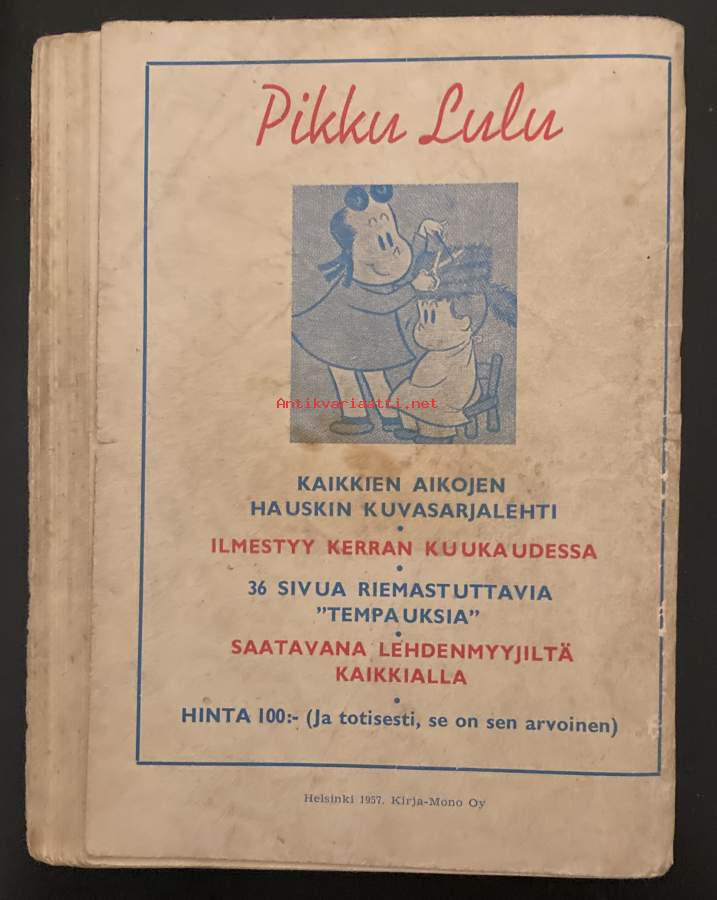 Pikku Lulu
Antikvariaatti.net
KAIKKIEN AIKOJEN
HAUSKIN KUVASARJALEHTI
•
ILMESTYY KERRAN KUUKAUDESSA
•
36 SIVUA RIEMASTUTTAVIA
”TEMPAUKSIA”
•
SAATAVANA LEHDENMYYJILTÄ
KAIKKIALLA
•
HINTA 100:- (Ja totisesti, se on sen arvoinen)
Helsinki 1957. Kirja-Mono Oy